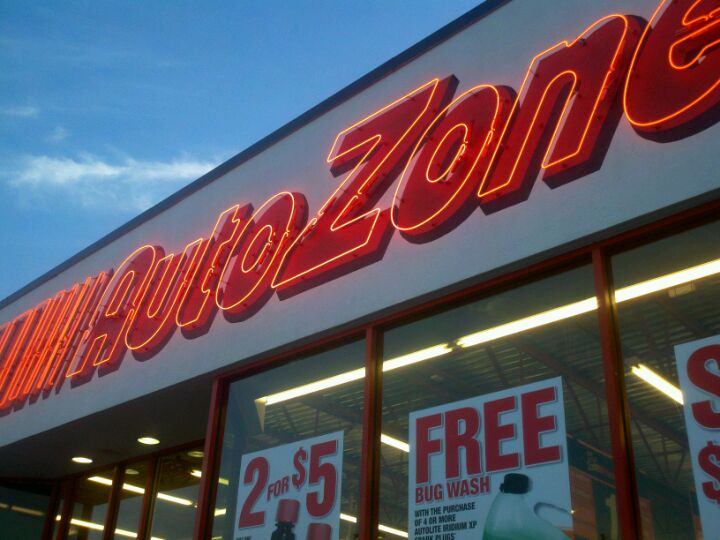 AutoZone
2 FOR $5
FREE
BUG WASH
WITH THE PURCHASE
OF 4 OR MORE
AUTOLITE IRIDIUM XP
SPARK PLUGS
$
$